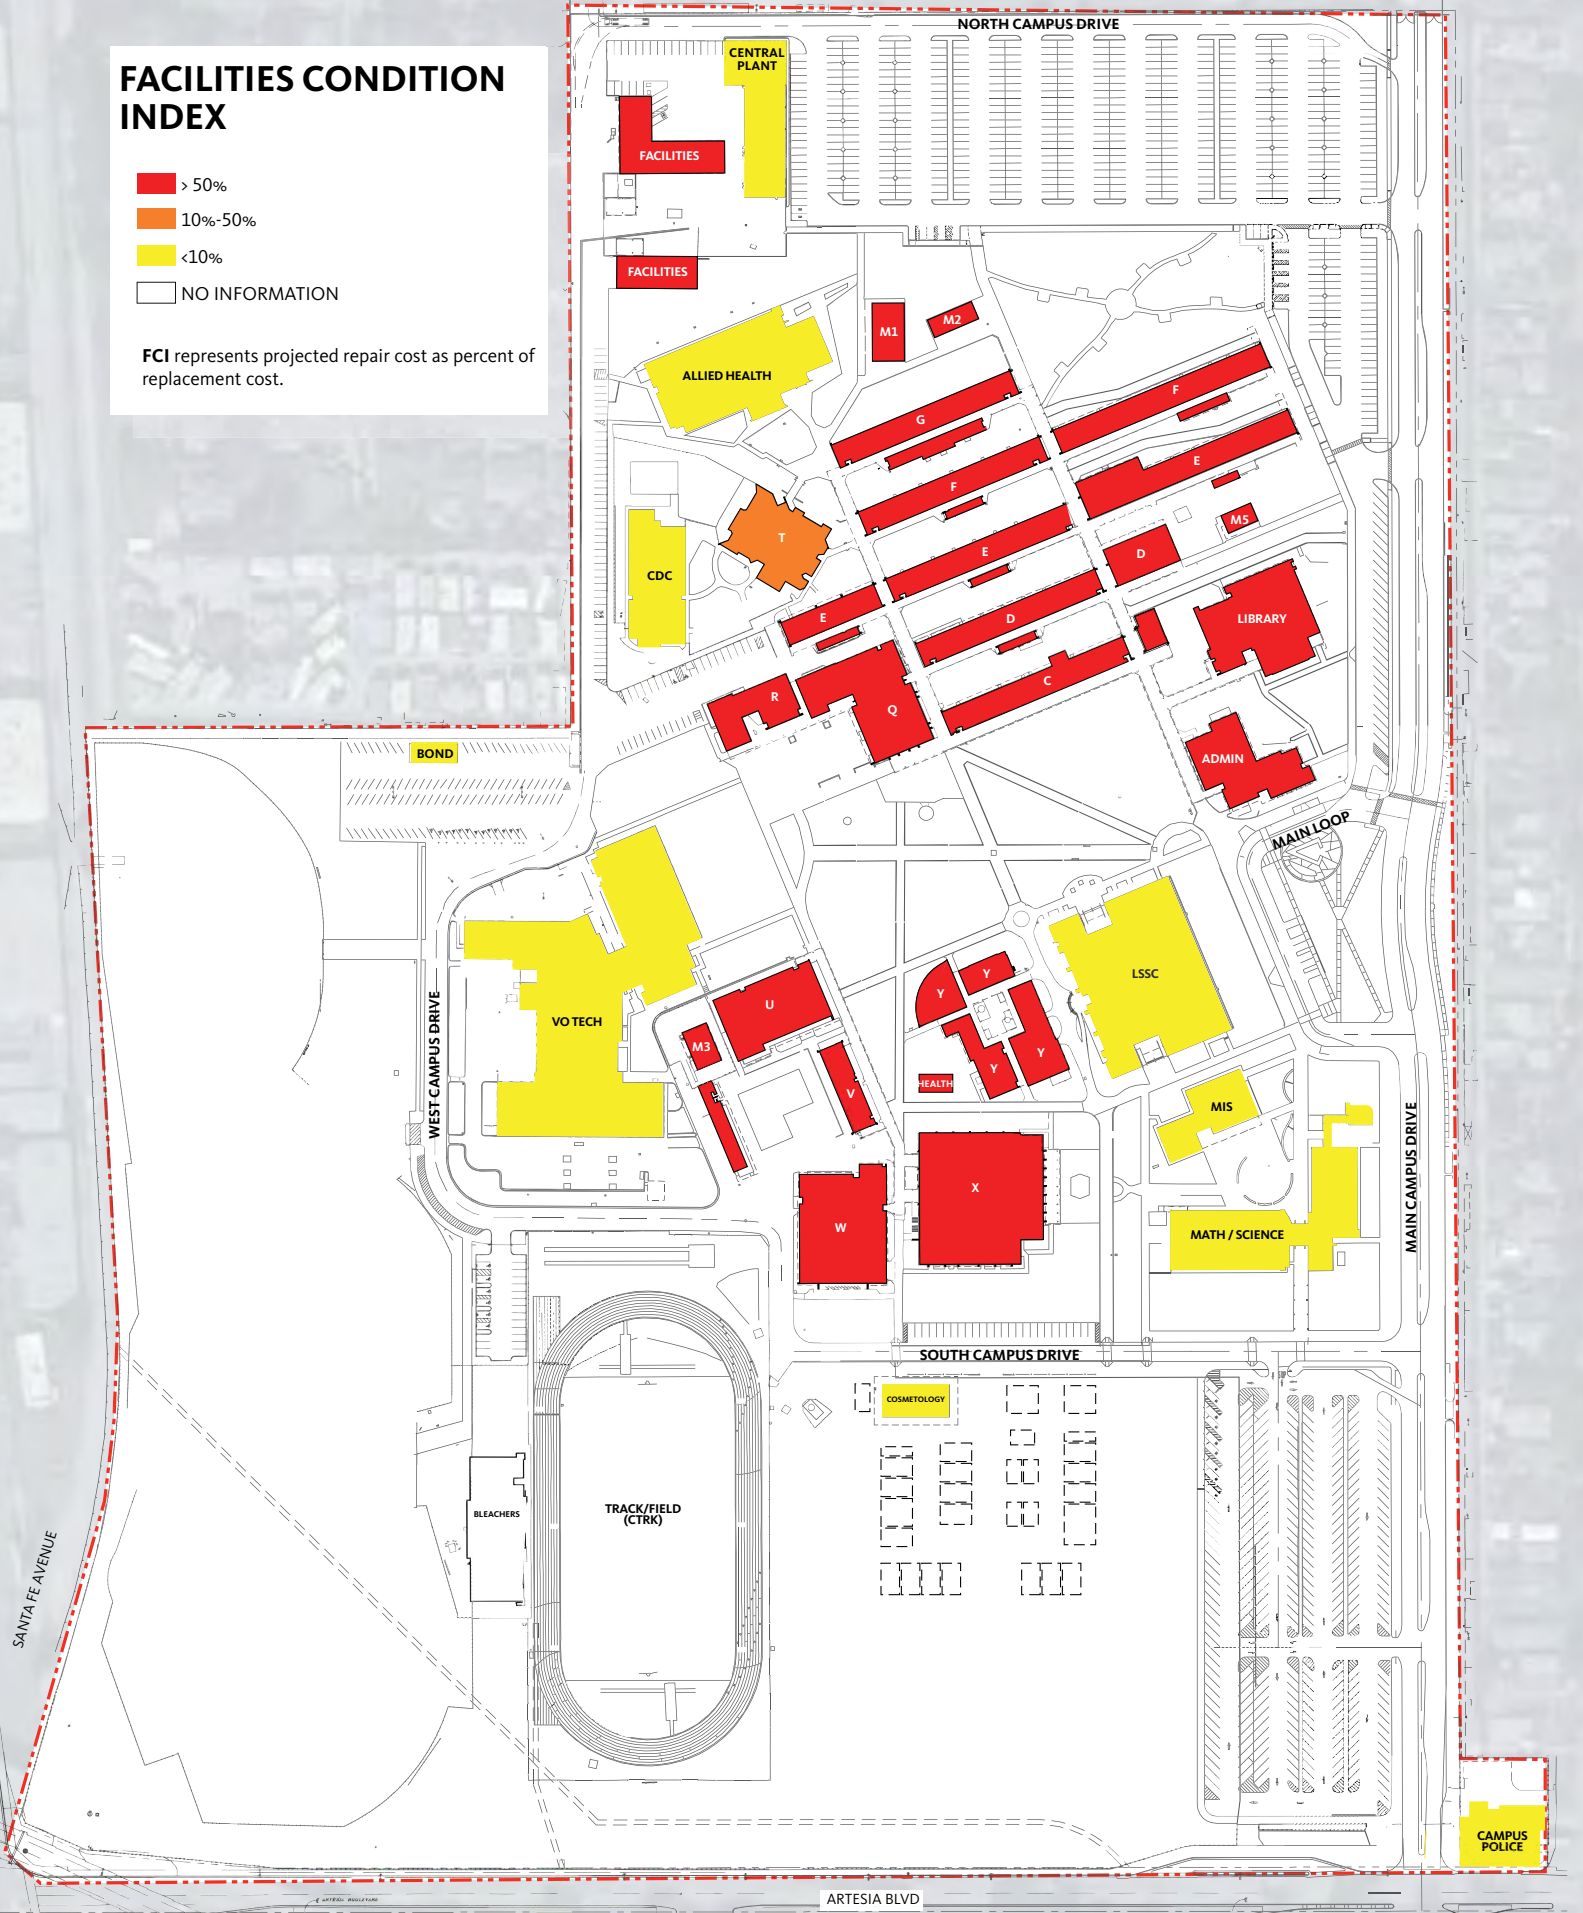 FACILITIES CONDITION
INDEX
> 50%
10%-50%
<10%
NO INFORMATION
FCI represents projected repair cost as percent of
replacement cost.
NORTH CAMPUS DRIVE
CENTRAL
PLANT
FACILITIES
FACILITIES
M1
M2
ALLIED HEALTH
G
F
F
E
T
M5
E
D
CDC
E
D
LIBRARY
C
R
Q
ADMIN
BOND
MAIN LOOP
LSSC
Y
Y
Y
Y
U
VO TECH
M3
WEST CAMPUS DRIVE
V
HEALTH
MIS
MAIN CAMPUS DRIVE
X
W
MATH / SCIENCE
SOUTH CAMPUS DRIVE
COSMETOLOGY
TRACK/FIELD
(CTRK)
BLEACHERS
SANTA FE AVENUE
CAMPUS
POLICE
ARTESIA BLVD
ARTESIA BOULEVARD